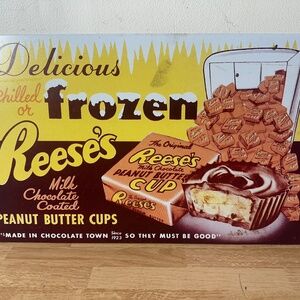 Delicious
Chilled
or
frozen
Reese's
Milk
Chocolate
Coated
PEANUT BUTTER CUPS
The Original
Reese's
Milk Chocolate
PEANUT BUTTER
CUP
Reese's
"MADE IN CHOCOLATE TOWN Since 1923 SO THEY MUST BE GOOD"